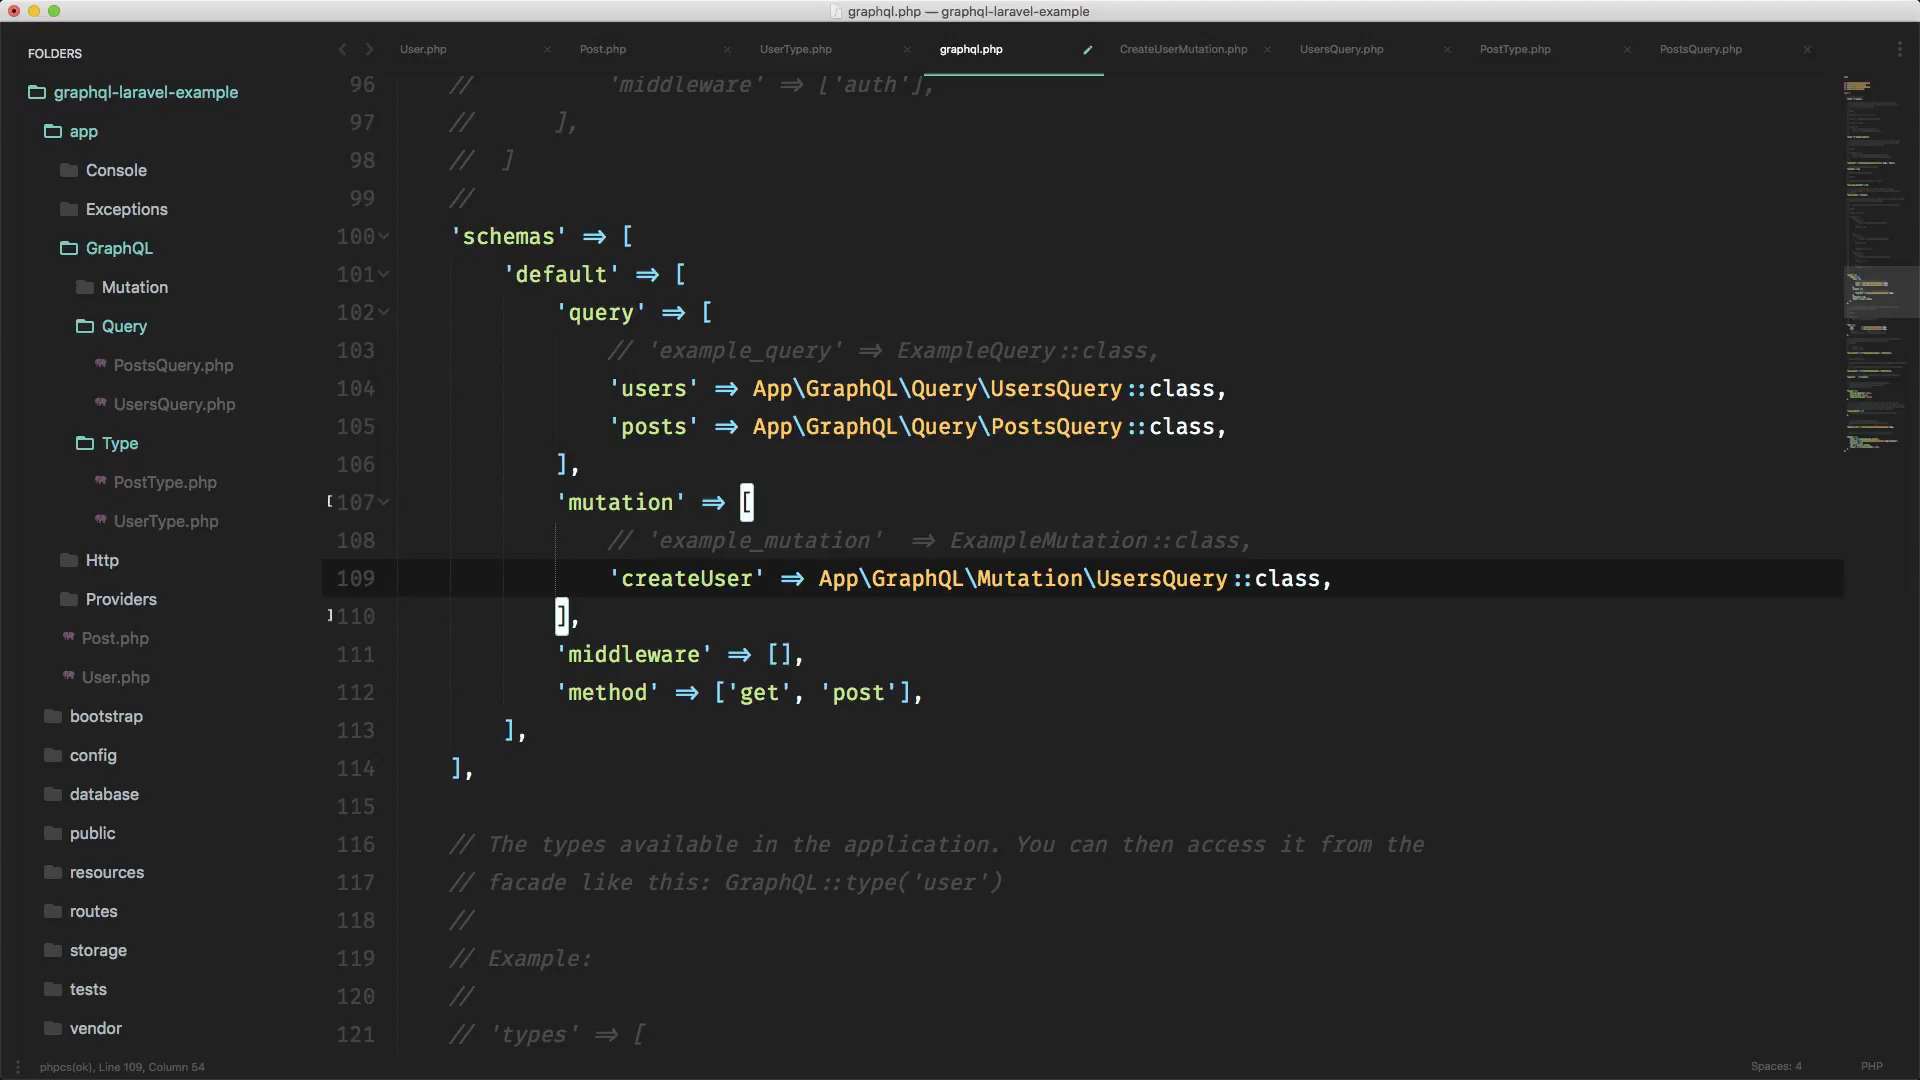 graphql.php — graphql-laravel-example
FOLDERS
graphql-laravel-example
app
Console
Exceptions
GraphQL
Mutation
Query
PostsQuery.php
UsersQuery.php
Type
PostType.php
UserType.php
Http
Providers
Post.php
User.php
bootstrap
config
database
public
resources
routes
storage
tests
vendor
User.php
Post.php
UserType.php
graphql.php
CreateUserMutation.php
UsersQuery.php
PostType.php
PostsQuery.php
96 // 'middleware' => ['auth'],
97 // ],
98 // ]
99 //
100 'schemas' => [
101 'default' => [
102 'query' => [
103 // 'example_query' => ExampleQuery::class,
104 'users' => App\GraphQL\Query\UsersQuery::class,
105 'posts' => App\GraphQL\Query\PostsQuery::class,
106 ],
107 'mutation' => [
108 // 'example_mutation'  => ExampleMutation::class,
109 'createUser' => App\GraphQL\Mutation\UsersQuery::class,
110 ],
111 'middleware' => [],
112 'method' => ['get', 'post'],
113 ],
114 ],
115
116 // The types available in the application. You can then access it from the
117 // facade like this: GraphQL::type('user')
118 //
119 // Example:
120 //
121 // 'types' => [
phpcs(ok), Line 109, Column 54
Spaces: 4
PHP